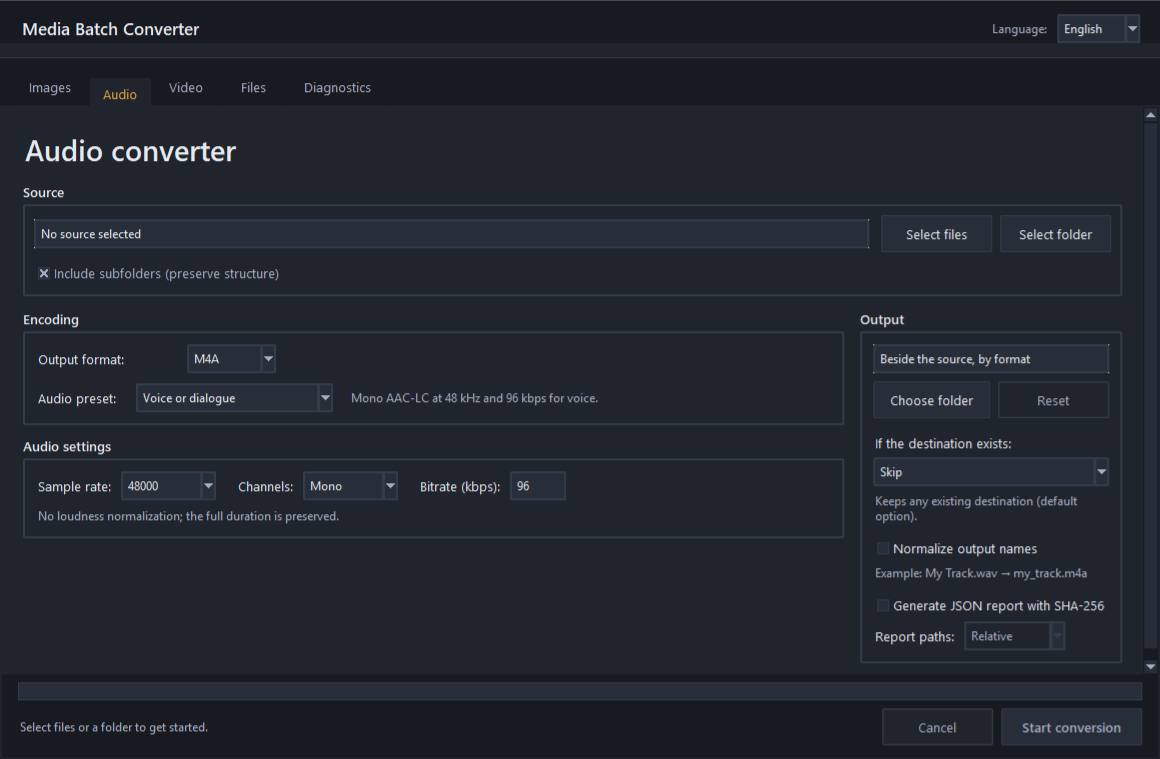 Media Batch Converter
Language: English
Images Audio Video Files Diagnostics
Audio converter
Source
No source selected Select files Select folder
Include subfolders (preserve structure)
Encoding
Output format: M4A
Audio preset: Voice or dialogue Mono AAC-LC at 48 kHz and 96 kbps for voice.
Audio settings
Sample rate: 48000 Channels: Mono Bitrate (kbps): 96
No loudness normalization; the full duration is preserved.
Output
Beside the source, by format
Choose folder Reset
If the destination exists:
Skip
Keeps any existing destination (default
option).
Normalize output names
Example: My Track.wav → my_track.m4a
Generate JSON report with SHA-256
Report paths: Relative
Select files or a folder to get started.
Cancel Start conversion